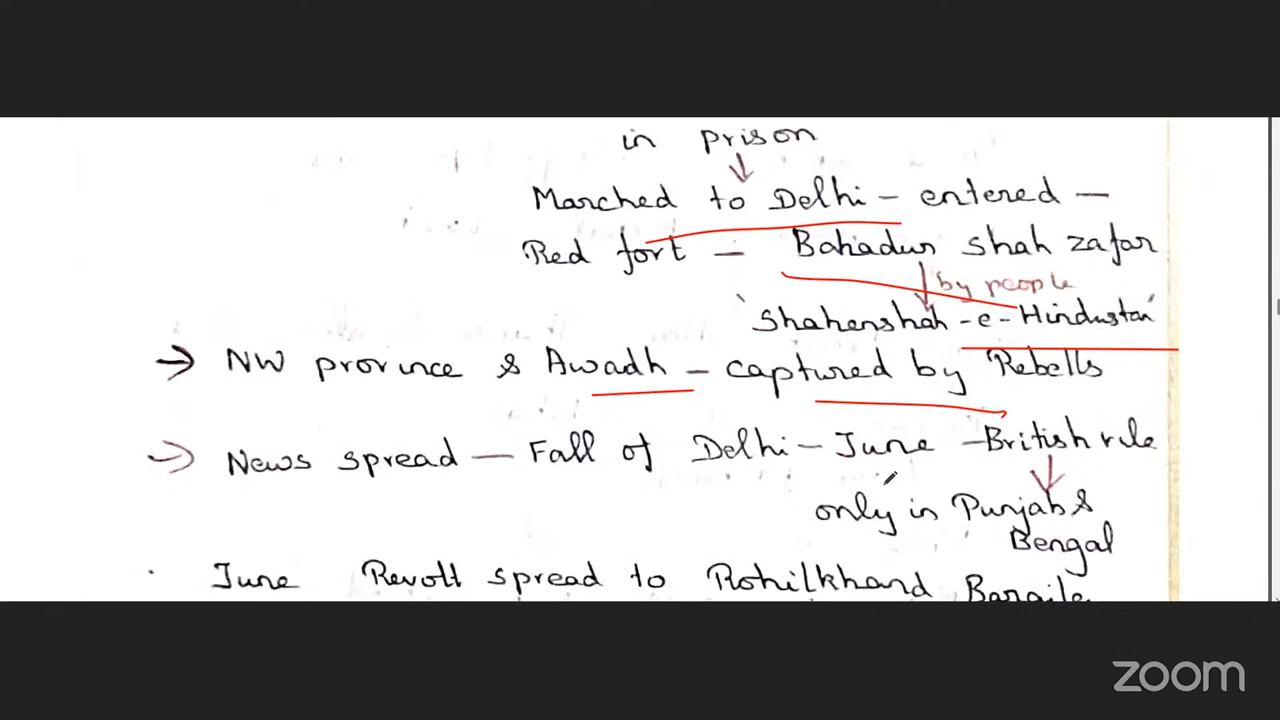 in prison
Marched to Delhi - entered -
Red fort - Bahadur shah zafar
by people
'Shahenshah-e-Hindustan'
→ NW province & Awadh - captured by Rebells
→ News spread - Fall of Delhi - June - British rule
only in Punjab &
Bengal
June Revolt spread to Rohilkhand
zoom